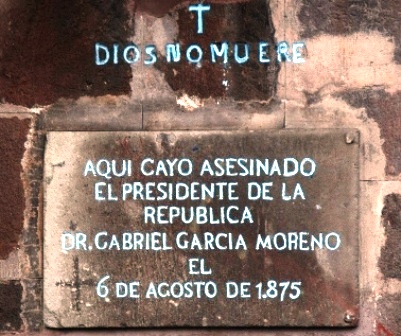 DIOS NO MUERE
AQUI CAYO ASESINADO
EL PRESIDENTE DE LA
REPUBLICA
DR. GABRIEL GARCIA MORENO
EL
6 DE AGOSTO DE 1.875